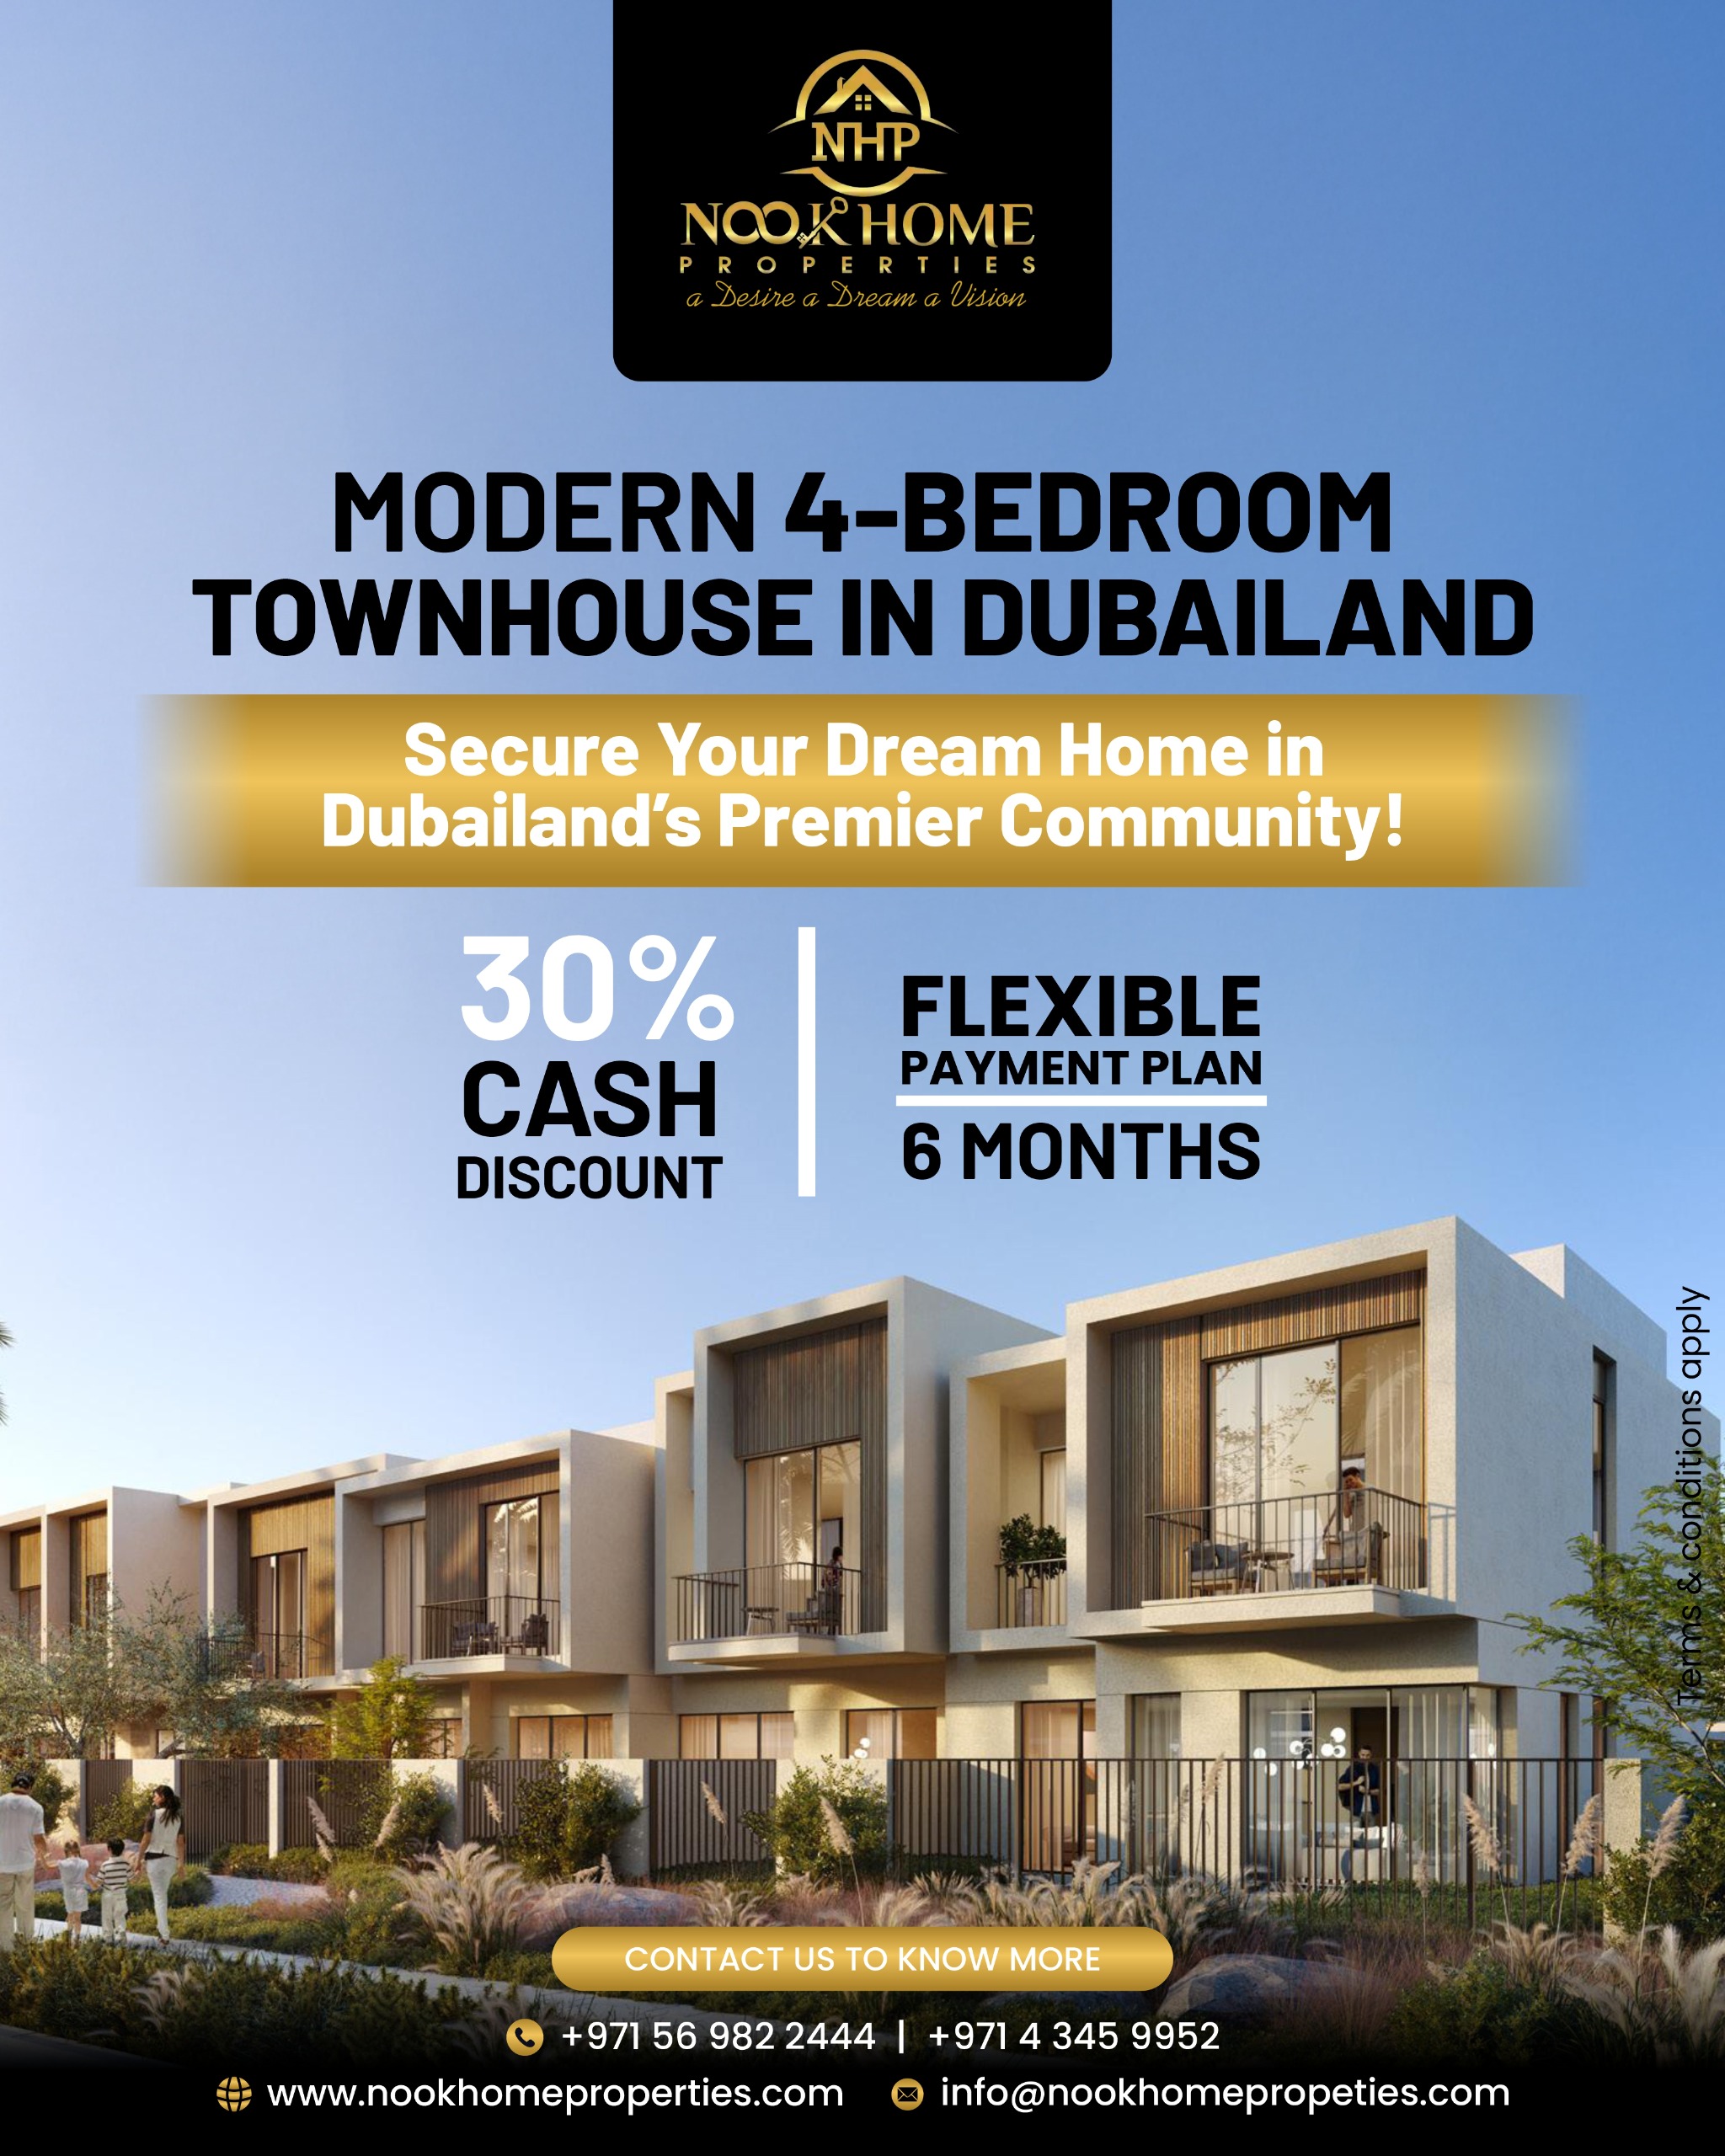 NHP
NOOK HOME
PROPERTIES
a Desire a Dream a Vision
MODERN 4-BEDROOM
TOWNHOUSE IN DUBAILAND
Secure Your Dream Home in
Dubailand's Premier Community!
30%
CASH
DISCOUNT
FLEXIBLE
PAYMENT PLAN
6 MONTHS
Terms & conditions apply
CONTACT US TO KNOW MORE
+971 56 982 2444 | +971 4 345 9952
www.nookhomeproperties.com info@nookhomepropeties.com